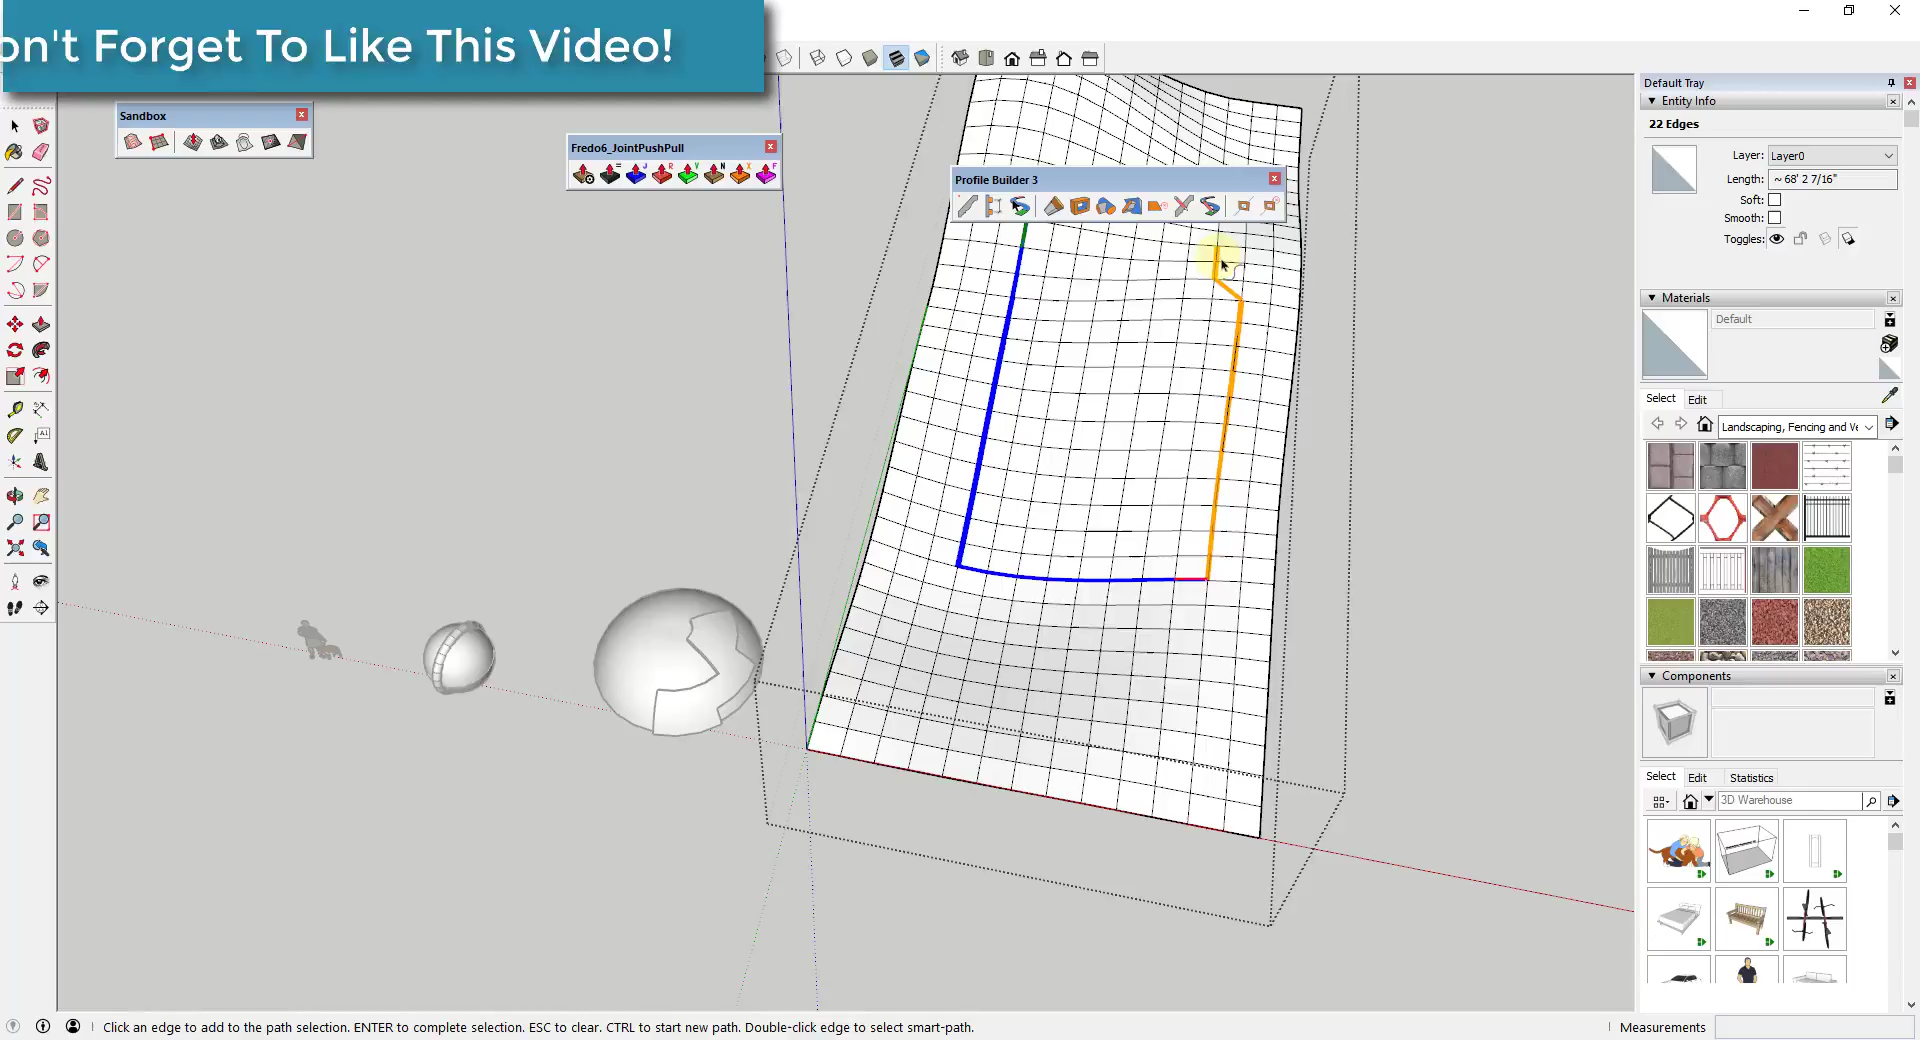 on't Forget To Like This Video!
Default Tray
Entity Info
22 Edges
Layer:
Layer0
Length:
~ 68' 2 7/16"
Soft:
Smooth:
Toggles:
Sandbox
Fredo6_JointPushPull
Profile Builder 3
Materials
Default
Select
Edit
Landscaping, Fencing and Ve
Components
Select
Edit
Statistics
3D Warehouse
Click an edge to add to the path selection. ENTER to complete selection. ESC to clear. CTRL to start new path. Double-click edge to select smart-path.
Measurements